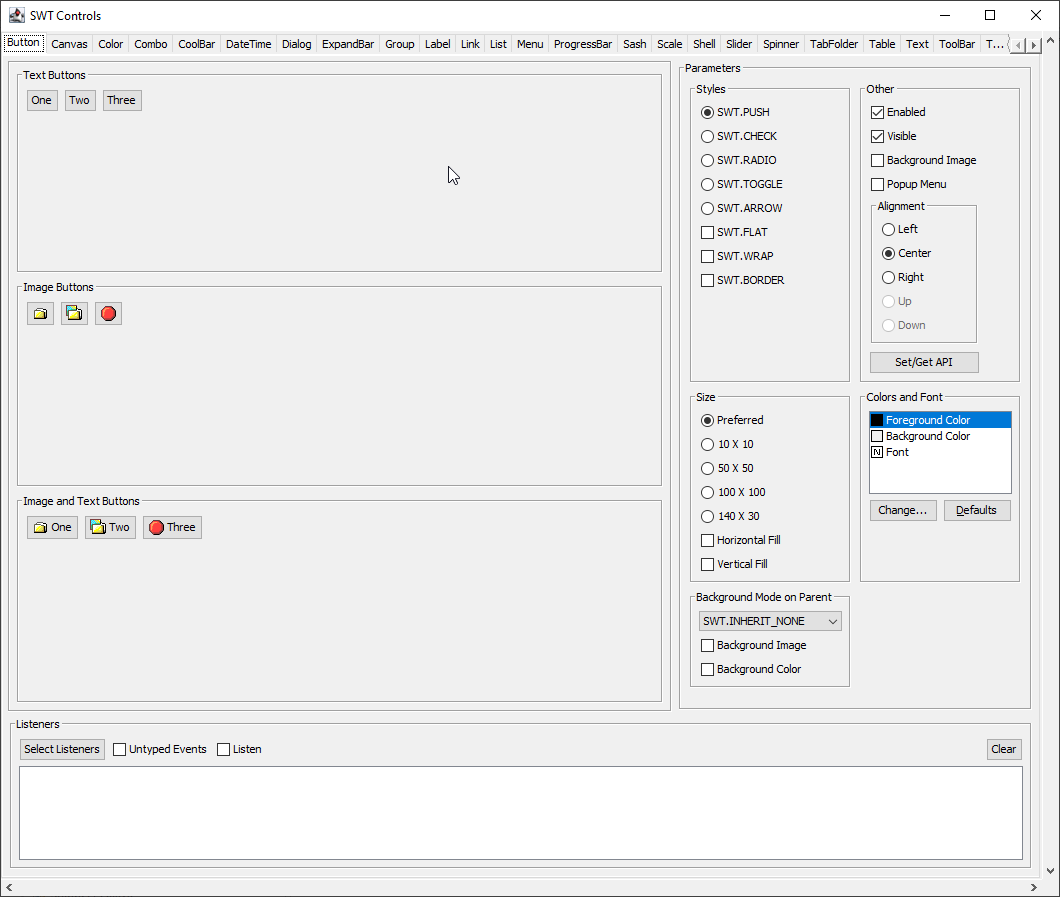 SWT Controls
Button Canvas Color Combo CoolBar DateTime Dialog ExpandBar Group Label Link List Menu ProgressBar Sash Scale Shell Slider Spinner TabFolder Table Text ToolBar T...
Text Buttons
One Two Three
Image Buttons
Image and Text Buttons
One Two Three
Parameters
Styles
SWT.PUSH
SWT.CHECK
SWT.RADIO
SWT.TOGGLE
SWT.ARROW
SWT.FLAT
SWT.WRAP
SWT.BORDER
Other
Enabled
Visible
Background Image
Popup Menu
Alignment
Left
Center
Right
Up
Down
Set/Get API
Size
Preferred
10 X 10
50 X 50
100 X 100
140 X 30
Horizontal Fill
Vertical Fill
Colors and Font
Foreground Color
Background Color
N Font
Change... Defaults
Background Mode on Parent
SWT.INHERIT_NONE
Background Image
Background Color
Listeners
Select Listeners Untyped Events Listen Clear